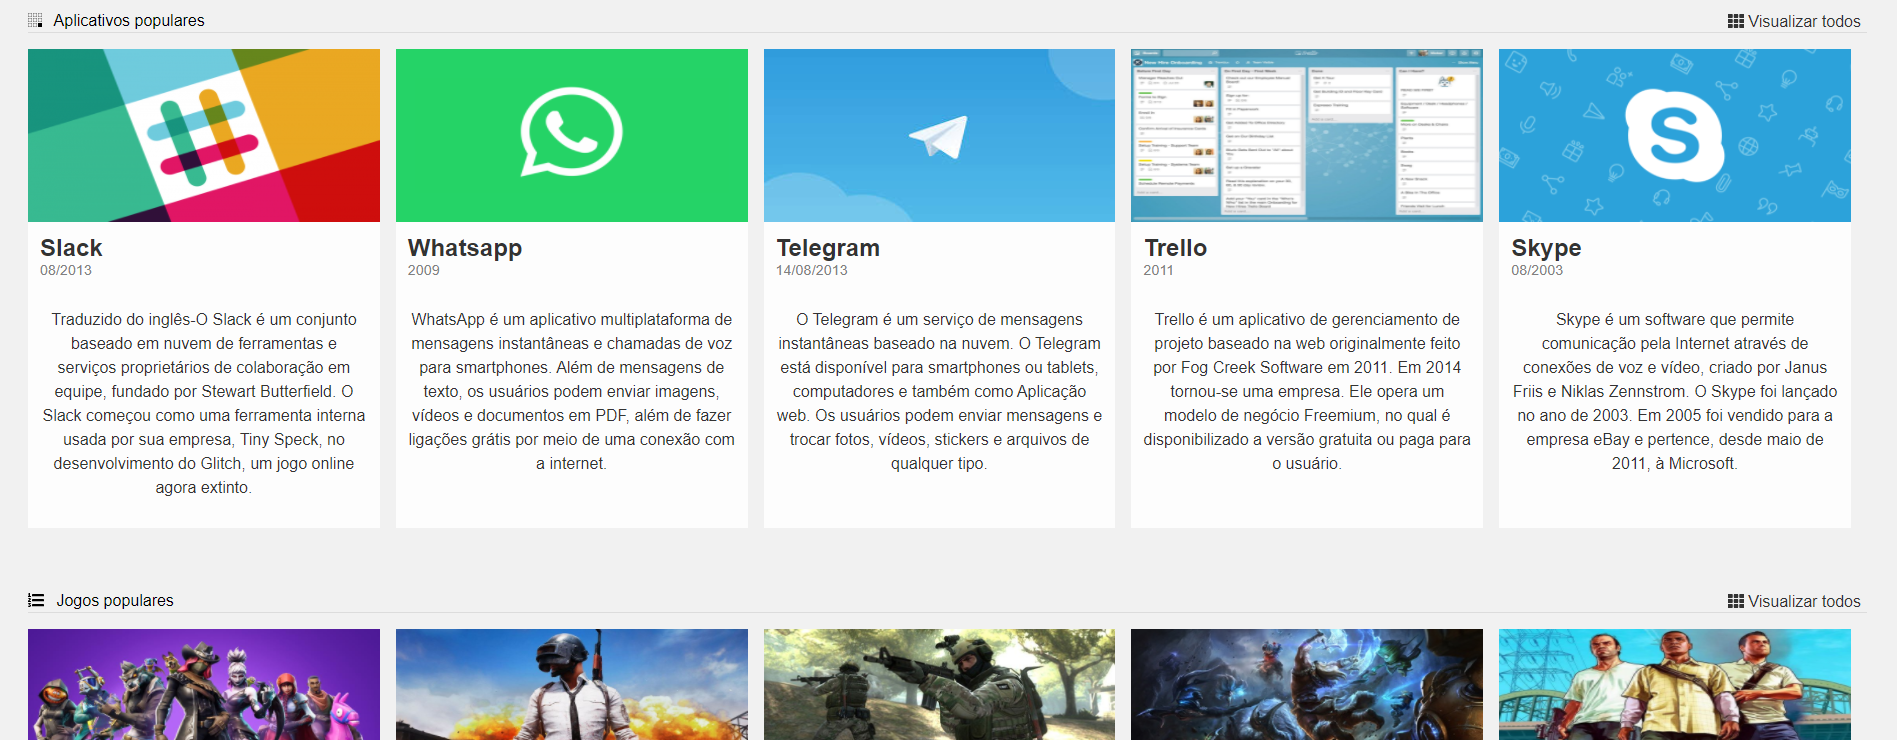 Aplicativos populares
Visualizar todos
Slack
08/2013
Traduzido do inglês-O Slack é um conjunto
baseado em nuvem de ferramentas e
serviços proprietários de colaboração em
equipe, fundado por Stewart Butterfield. O
Slack começou como uma ferramenta interna
usada por sua empresa, Tiny Speck, no
desenvolvimento do Glitch, um jogo online
agora extinto.
Whatsapp
2009
WhatsApp é um aplicativo multiplataforma de
mensagens instantâneas e chamadas de voz
para smartphones. Além de mensagens de
texto, os usuários podem enviar imagens,
vídeos e documentos em PDF, além de fazer
ligações grátis por meio de uma conexão com
a internet.
Telegram
14/08/2013
O Telegram é um serviço de mensagens
instantâneas baseado na nuvem. O Telegram
está disponível para smartphones ou tablets,
computadores e também como Aplicação
web. Os usuários podem enviar mensagens e
trocar fotos, vídeos, stickers e arquivos de
qualquer tipo.
New Hire Onboarding
Trello
2011
Trello é um aplicativo de gerenciamento de
projeto baseado na web originalmente feito
por Fog Creek Software em 2011. Em 2014
tornou-se uma empresa. Ele opera um
modelo de negócio Freemium, no qual é
disponibilizado a versão gratuita ou paga para
o usuário.
S
Skype
08/2003
Skype é um software que permite
comunicação pela Internet através de
conexões de voz e vídeo, criado por Janus
Friis e Niklas Zennstrom. O Skype foi lançado
no ano de 2003. Em 2005 foi vendido para a
empresa eBay e pertence, desde maio de
2011, à Microsoft.
Jogos populares
Visualizar todos